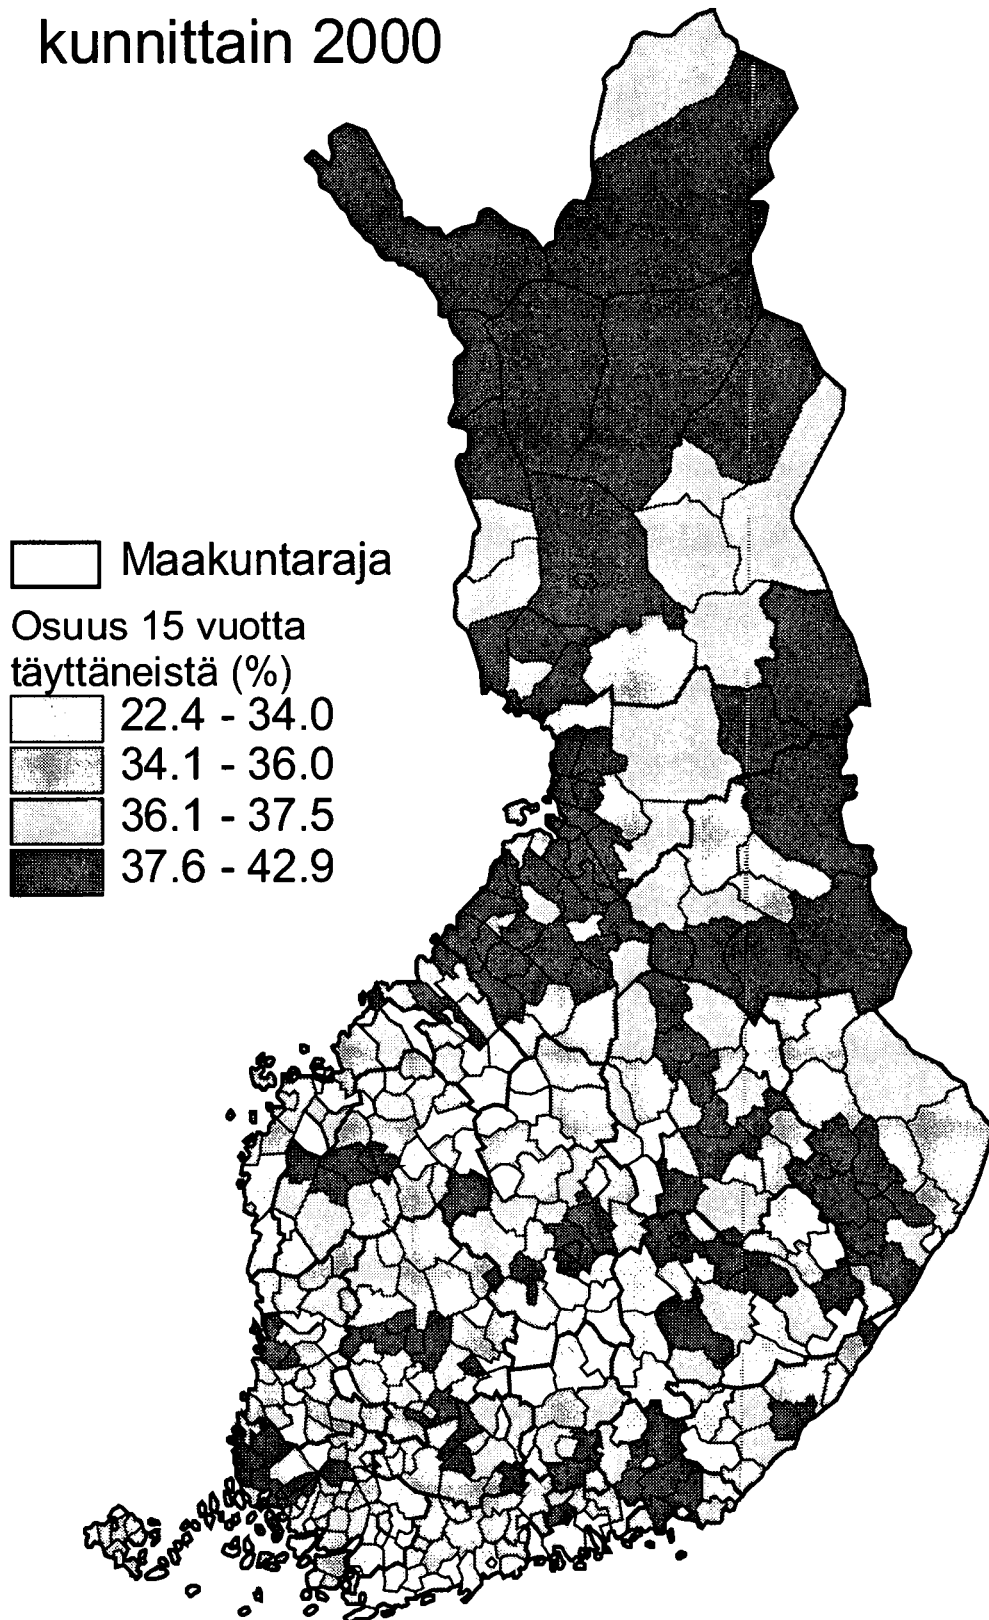 kunnittain 2000
Maakuntaraja
Osuus 15 vuotta
täyttäneistä (%)
22.4 - 34.0
34.1 - 36.0
36.1 - 37.5
37.6 - 42.9